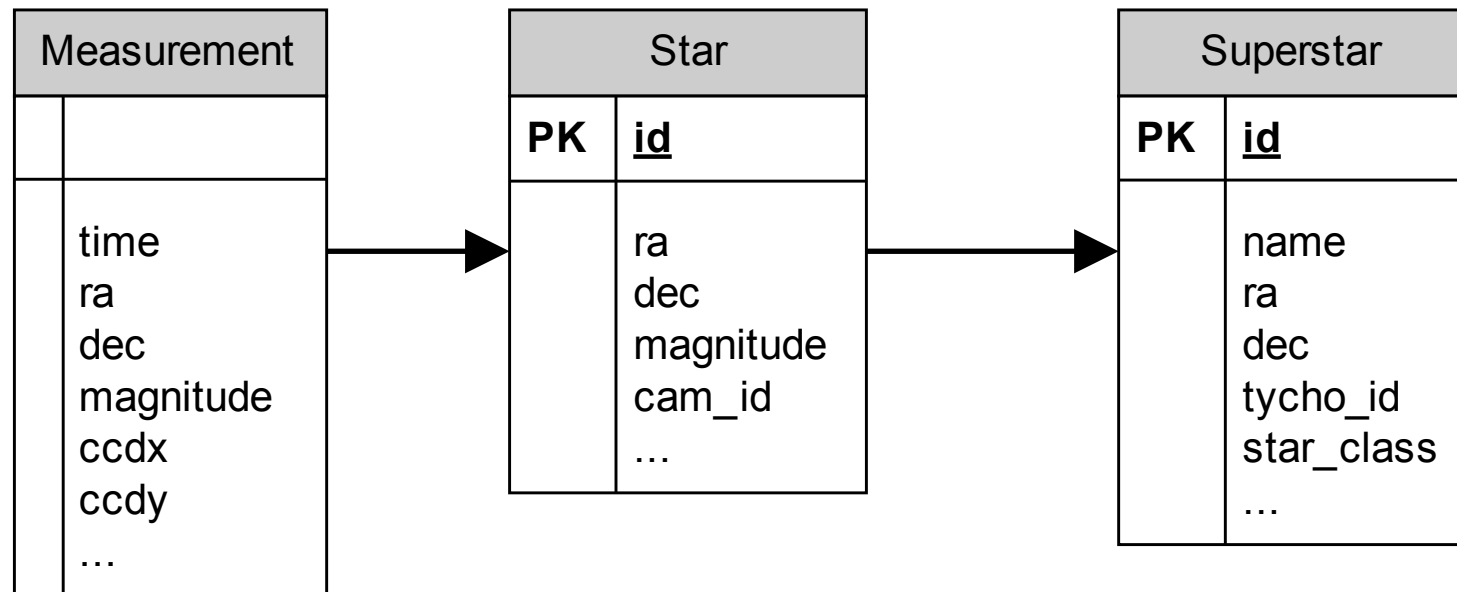 Measurement
time
ra
dec
magnitude
ccdx
ccdy
...
Star
PK id
ra
dec
magnitude
cam_id
...
Superstar
PK id
name
ra
dec
tycho_id
star_class
...